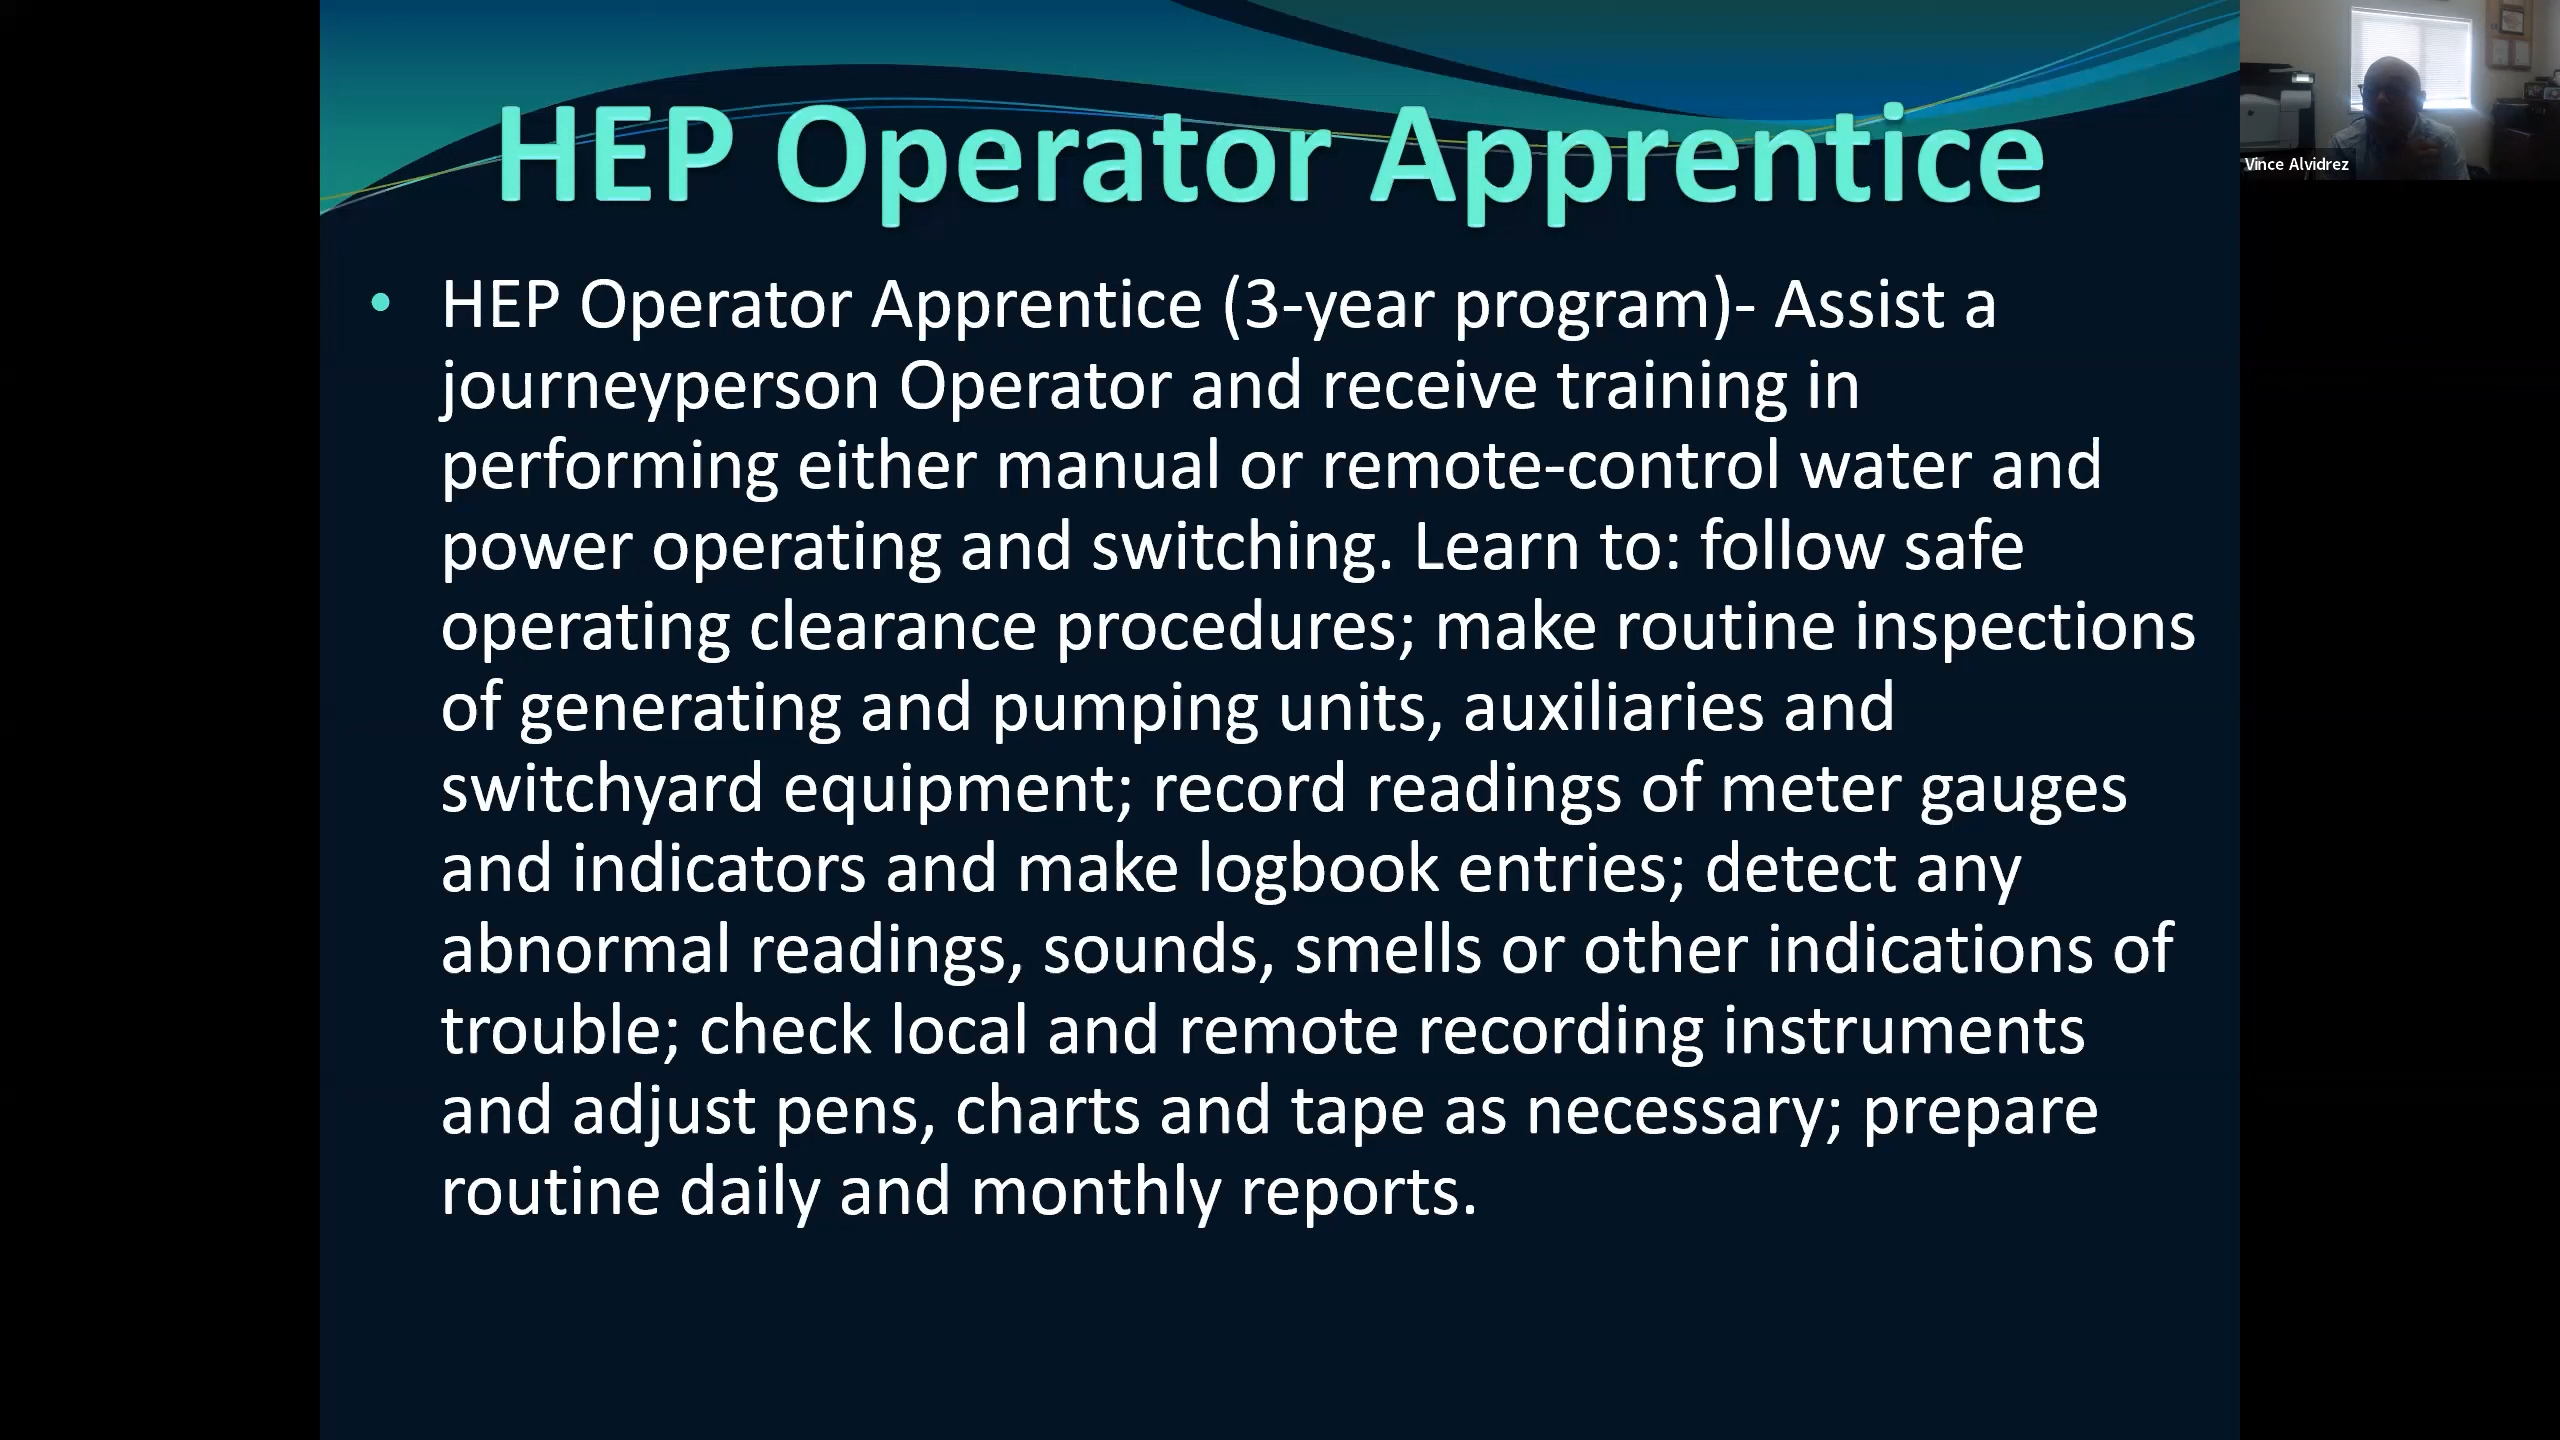 HEP Operator Apprentice
Vince Alvidrez
• HEP Operator Apprentice (3-year program)- Assist a
journeyperson Operator and receive training in
performing either manual or remote-control water and
power operating and switching. Learn to: follow safe
operating clearance procedures; make routine inspections
of generating and pumping units, auxiliaries and
switchyard equipment; record readings of meter gauges
and indicators and make logbook entries; detect any
abnormal readings, sounds, smells or other indications of
trouble; check local and remote recording instruments
and adjust pens, charts and tape as necessary; prepare
routine daily and monthly reports.